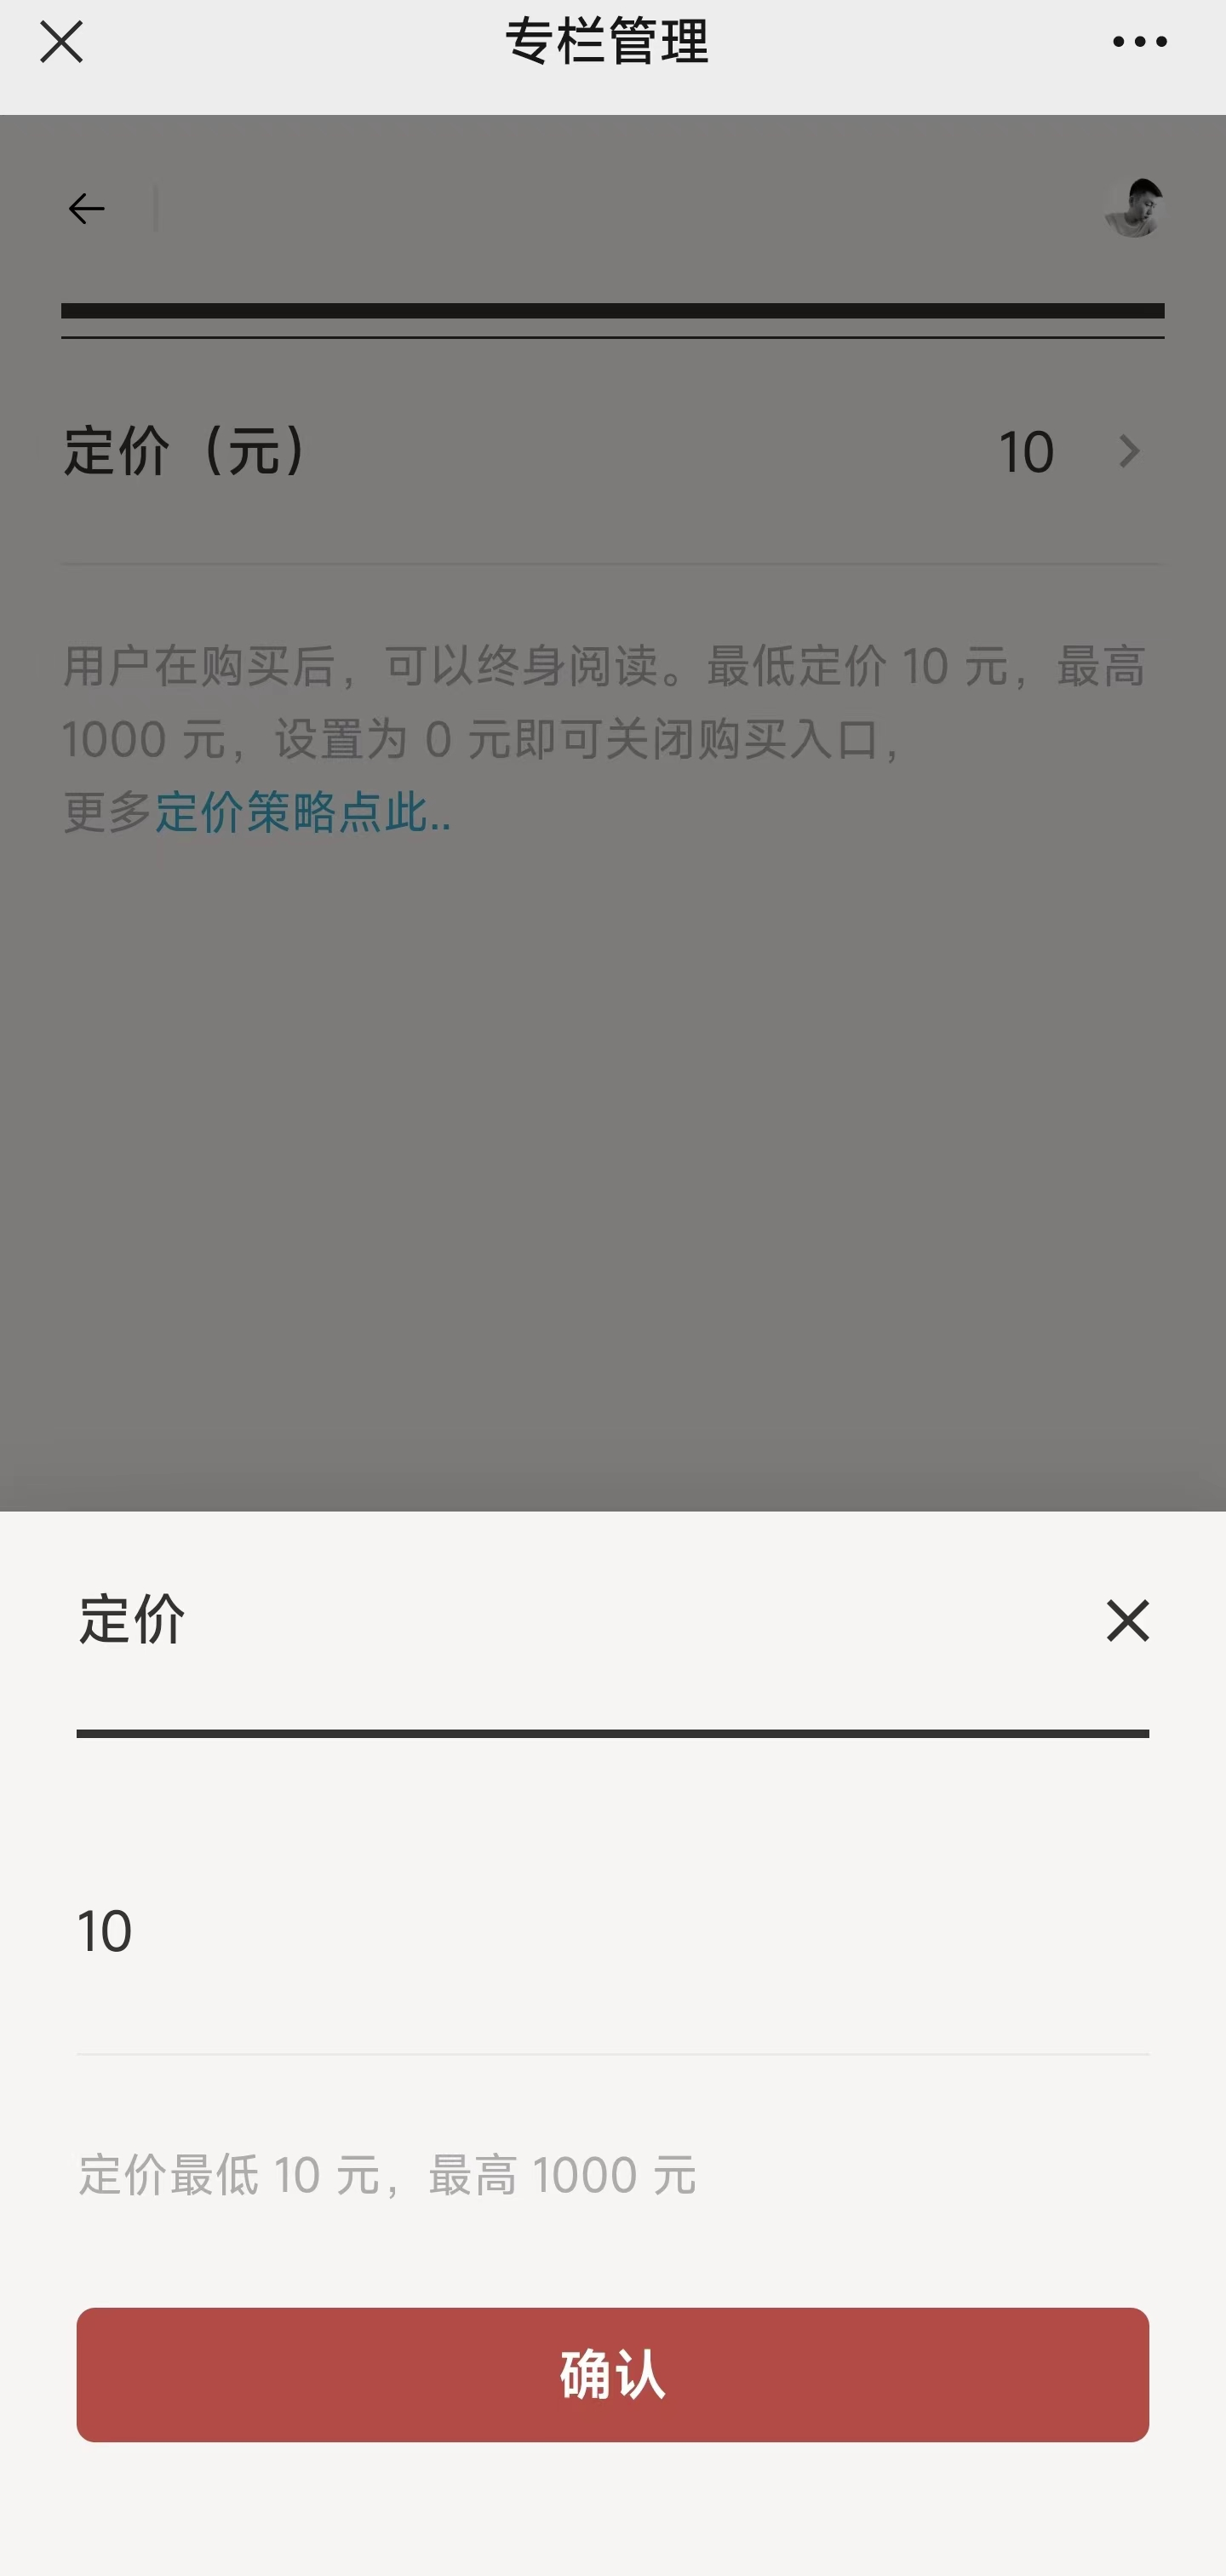 专栏管理
定价（元） 10
用户在购买后，可以终身阅读。最低定价 10 元，最高
1000 元，设置为 0 元即可关闭购买入口，
更多定价策略点此..
定价
10
定价最低 10 元，最高 1000 元
确认